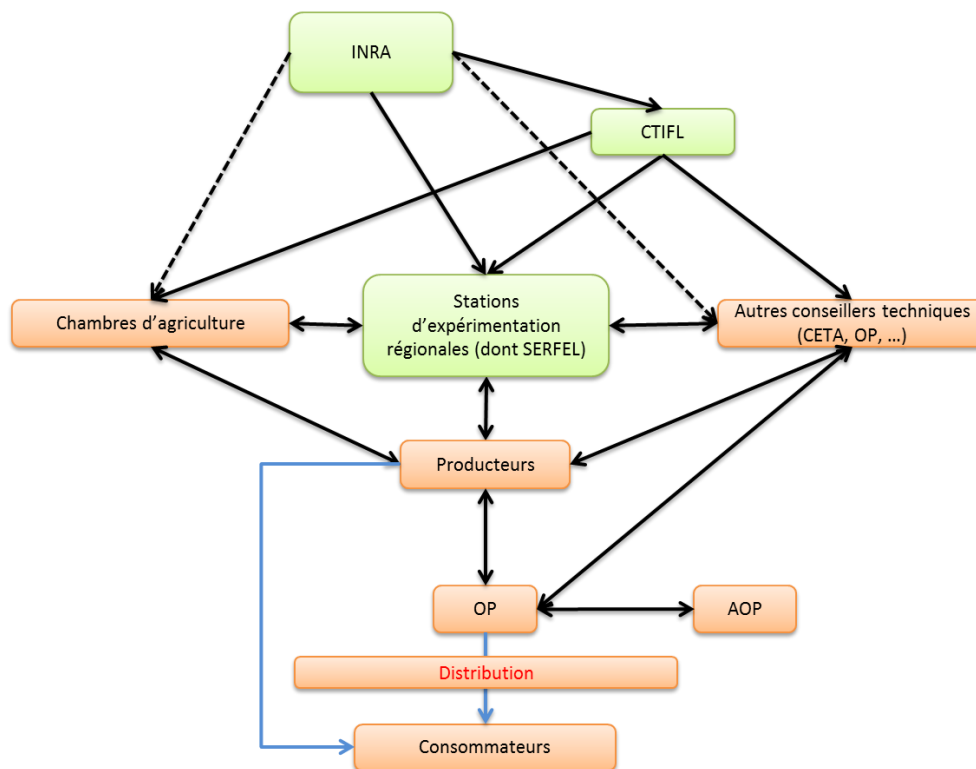 INRA
CTIFL
Chambres d’agriculture
Stations
d’expérimentation
régionales (dont SERFEL)
Autres conseillers techniques
(CETA, OP, …)
Producteurs
OP
AOP
Distribution
Consommateurs